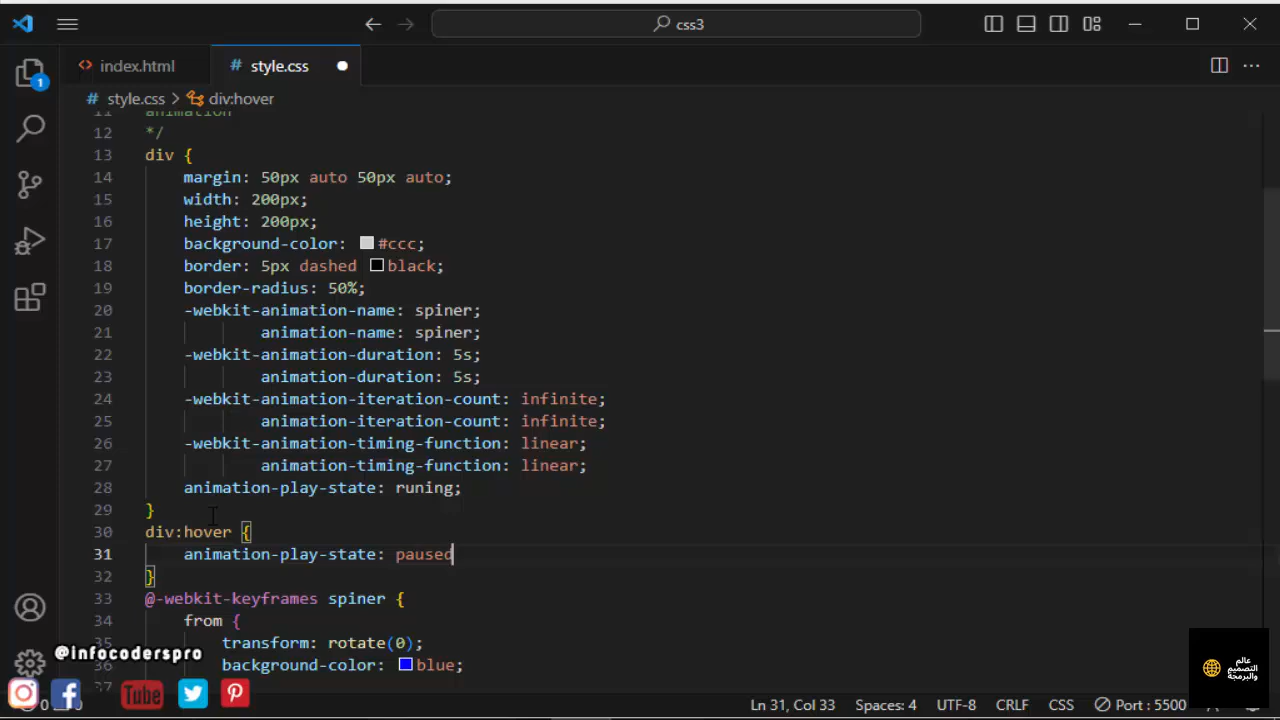 css3
index.html
# style.css
1
# style.css > div:hover
11 animation
12 */
13 div {
14 margin: 50px auto 50px auto;
15 width: 200px;
16 height: 200px;
17 background-color: #ccc;
18 border: 5px dashed black;
19 border-radius: 50%;
20 -webkit-animation-name: spiner;
21 animation-name: spiner;
22 -webkit-animation-duration: 5s;
23 animation-duration: 5s;
24 -webkit-animation-iteration-count: infinite;
25 animation-iteration-count: infinite;
26 -webkit-animation-timing-function: linear;
27 animation-timing-function: linear;
28 animation-play-state: runing;
29 }
30 div:hover {
31 animation-play-state: paused
32 }
33 @-webkit-keyframes spiner {
34 from {
35 transform: rotate(0);
36 background-color: blue;
37
@infocoderspro
Tube
عالم
التصميم
والبرمجة
Ln 31, Col 33 Spaces: 4 UTF-8 CRLF CSS Port : 5500